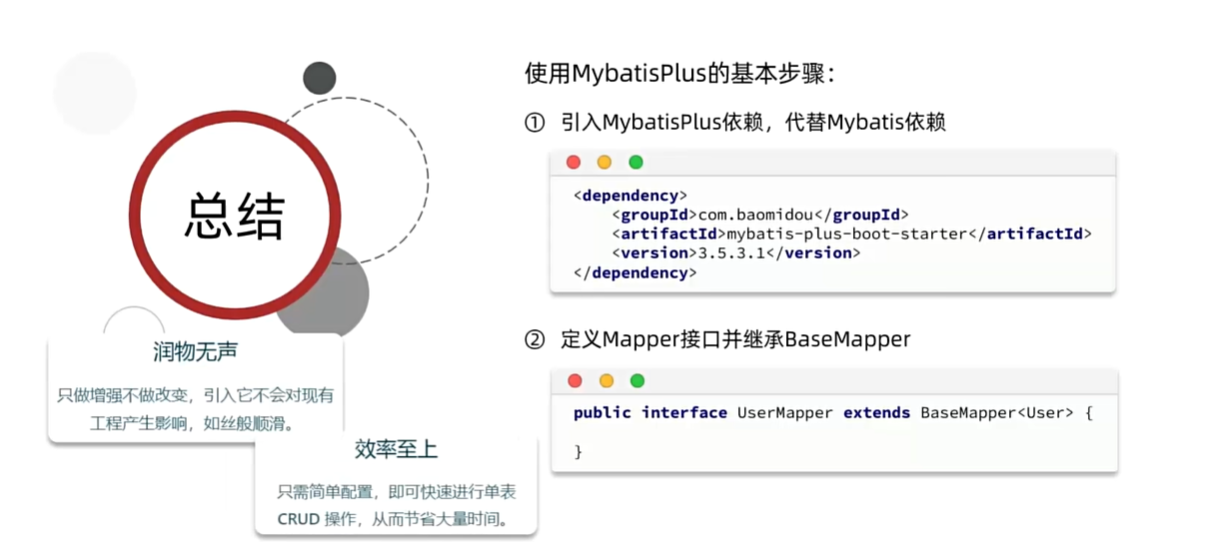 总结
润物无声
只做增强不做改变，引入它不会对现有
工程产生影响，如丝般顺滑。
效率至上
只需简单配置，即可快速进行单表
CRUD 操作，从而节省大量时间。
使用MybatisPlus的基本步骤：
① 引入MybatisPlus依赖，代替Mybatis依赖
<dependency>
    <groupId>com.baomidou</groupId>
    <artifactId>mybatis-plus-boot-starter</artifactId>
    <version>3.5.3.1</version>
</dependency>
② 定义Mapper接口并继承BaseMapper
public interface UserMapper extends BaseMapper<User> {
}